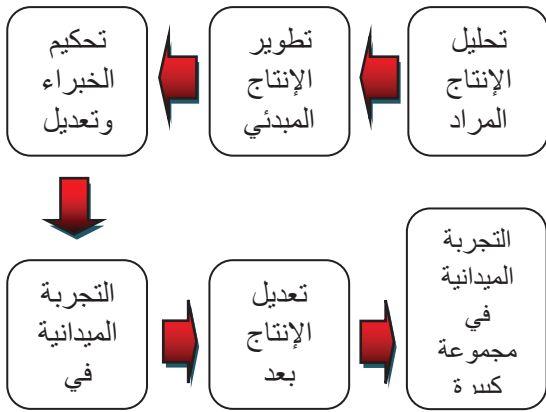 تحليل
الإنتاج
المراد
تطوير
الإنتاج
المبدئي
تحكيم
الخبراء
وتعديل
التجربة
الميدانية
في
تعديل
الإنتاج
بعد
التجربة
الميدانية
في
مجموعة
كبيرة